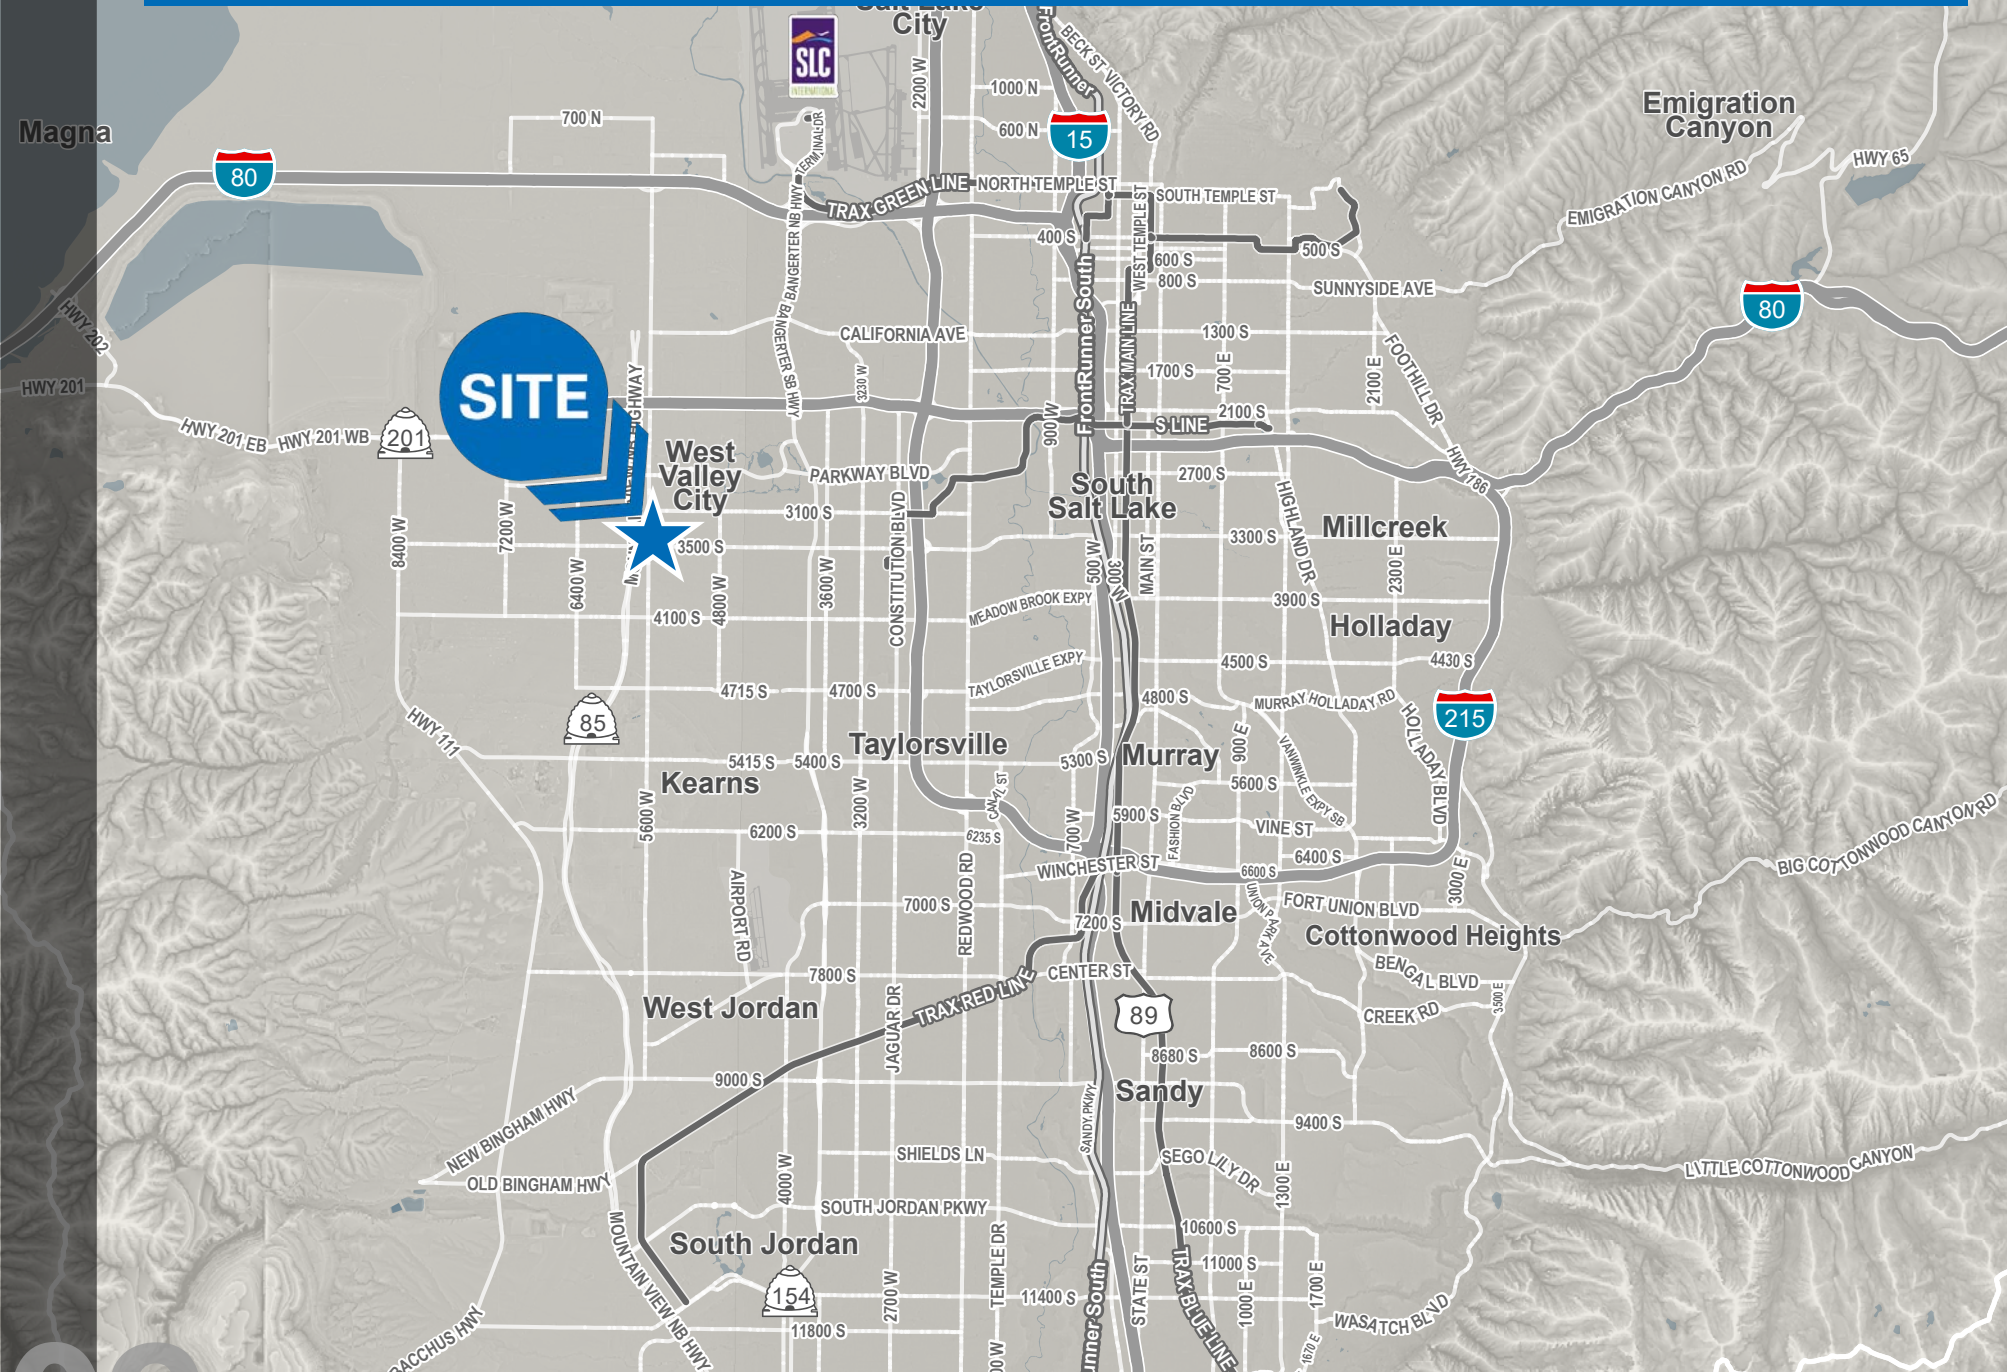 Salt Lake
City
SLC
INTERNATIONAL
2200 W
FrontRunner
BECK ST
VICTORY RD
1000 N
600 N
15
Emigration
Canyon
HWY 65
EMIGRATION CANYON RD
Magna
700 N
TERMINAL DR
80
TRAX GREEN LINE
NORTH TEMPLE ST
SOUTH TEMPLE ST
WEST TEMPLE ST
400 S
500 S
600 S
800 S
SUNNYSIDE AVE
BANGERTER NB HWY
BANGERTER SB HWY
80
HWY 202
HWY 201
CALIFORNIA AVE
1300 S
FrontRunner South
TRAX MAIN LINE
1700 S
700 E
2100 E
FOOTHILL DR
3230 W
SITE
HIGHWAY
201
HWY 201 EB
HWY 201 WB
900 W
2100 S
S LINE
West
Valley
City
PARKWAY BLVD
2700 S
HWY 186
South
Salt Lake
HIGHLAND DR
3100 S
CONSTITUTION BLVD
Millcreek
8400 W
7200 W
3500 S
3300 S
6400 W
4800 W
3600 W
500 W
300 W
MAIN ST
2300 E
MEADOW BROOK EXPY
3900 S
4100 S
Holladay
TAYLORSVILLE EXPY
4500 S
4430 S
4715 S
4700 S
4800 S
MURRAY HOLLADAY RD
HOLLADAY BLVD
215
85
HWY 111
Taylorsville
5300 S
Murray
900 E
VANWINKLE EXPY SB
5415 S
5400 S
Kearns
5600 S
5600 W
3200 W
CANAL ST
700 W
5900 S
FASHION BLVD
6200 S
6235 S
VINE ST
6400 S
BIG COTTONWOOD CANYON RD
REDWOOD RD
WINCHESTER ST
6600 S
3000 E
AIRPORT RD
7000 S
7200 S
Midvale
UNION PARK AVE
FORT UNION BLVD
Cottonwood Heights
7800 S
TRAX RED LINE
CENTER ST
BENGAL BLVD
3500 E
West Jordan
JAGUAR DR
89
CREEK RD
8680 S
8600 S
9000 S
Sandy
SANDY PKWY
NEW BINGHAM HWY
9400 S
OLD BINGHAM HWY
4000 W
SHIELDS LN
SEGO LILY DR
1300 E
LITTLE COTTONWOOD CANYON
SOUTH JORDAN PKWY
10600 S
MOUNTAIN VIEW NB HWY
South Jordan
TEMPLE DR
11000 S
154
2700 W
11400 S
STATE ST
TRAX BLUE LINE
1000 E
1700 E
WASATCH BLVD
11800 S
BACCHUS HWY
1670 E